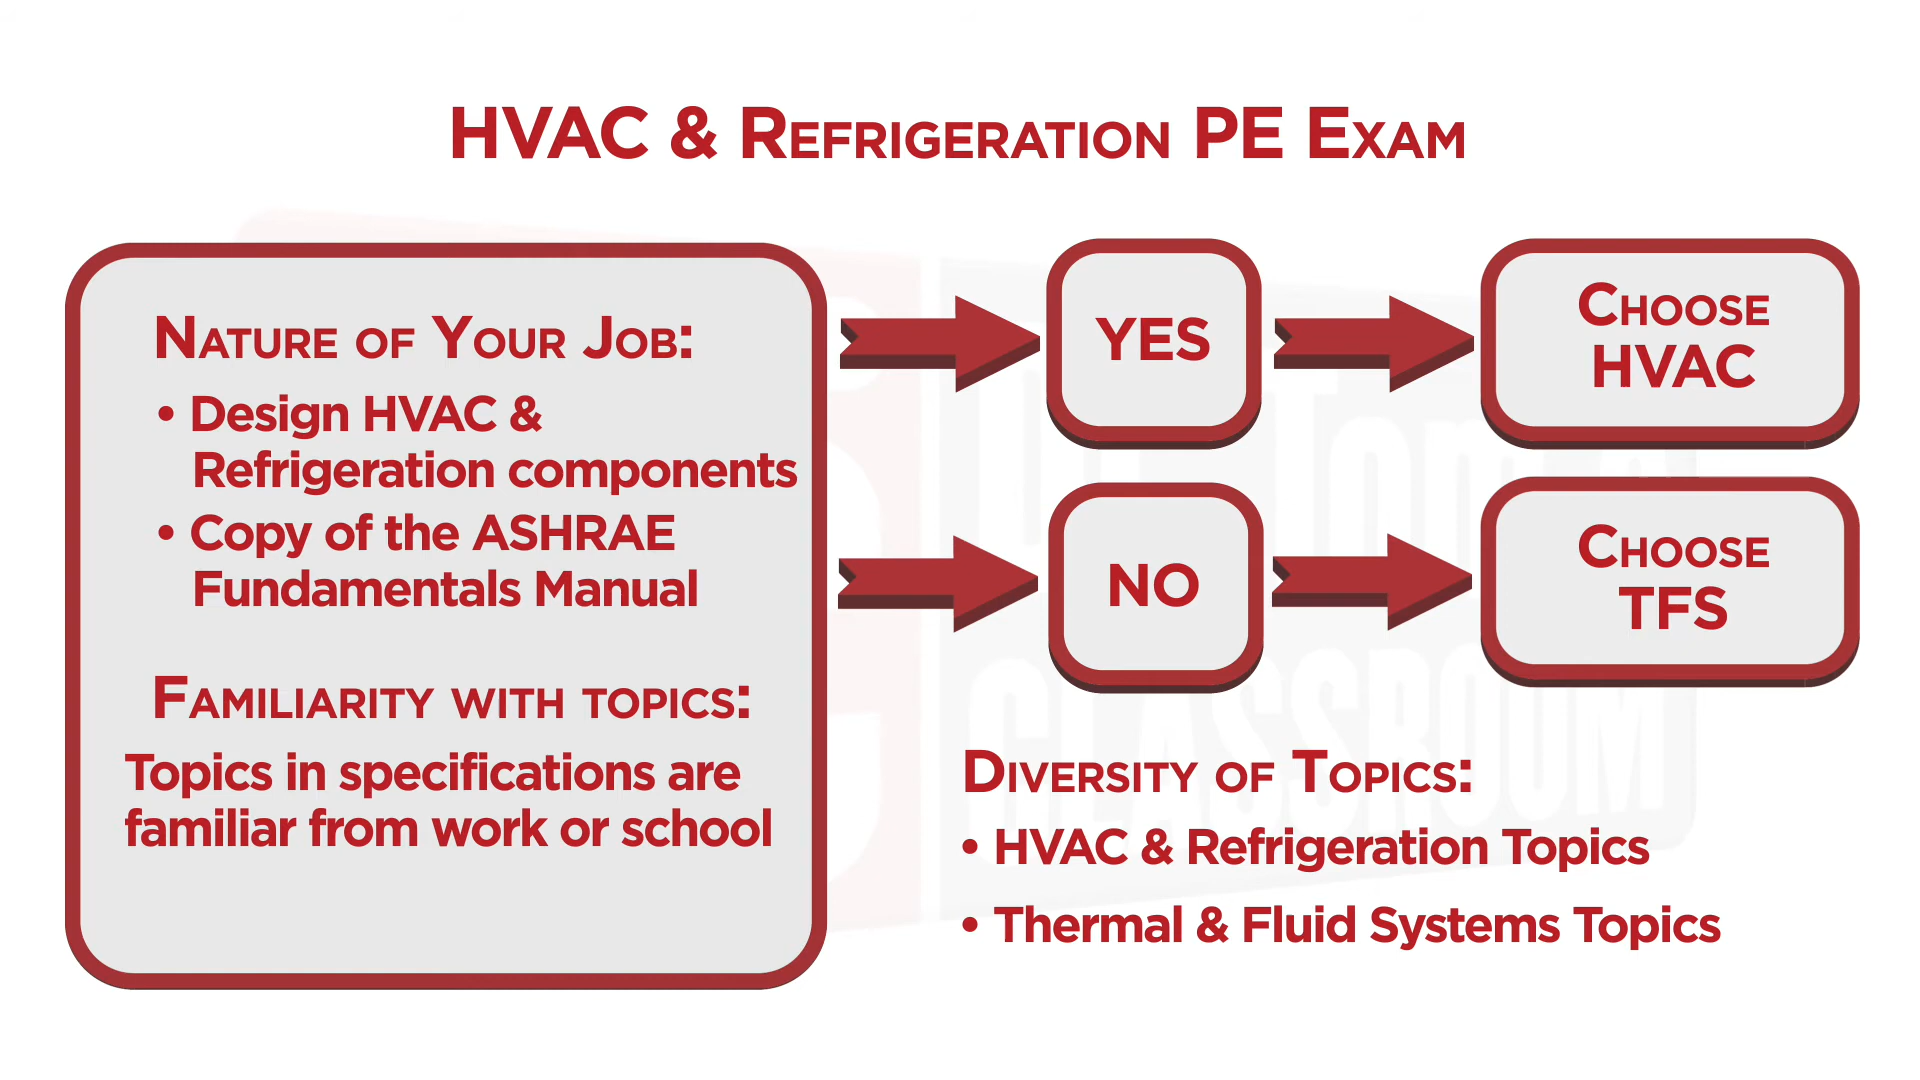 HVAC & Refrigeration PE Exam
Nature of Your Job:
• Design HVAC &
Refrigeration components
• Copy of the ASHRAE
Fundamentals Manual
Familiarity with topics:
Topics in specifications are
familiar from work or school
YES
Choose
HVAC
NO
Choose
TFS
Diversity of Topics:
• HVAC & Refrigeration Topics
• Thermal & Fluid Systems Topics
CLASSROOM